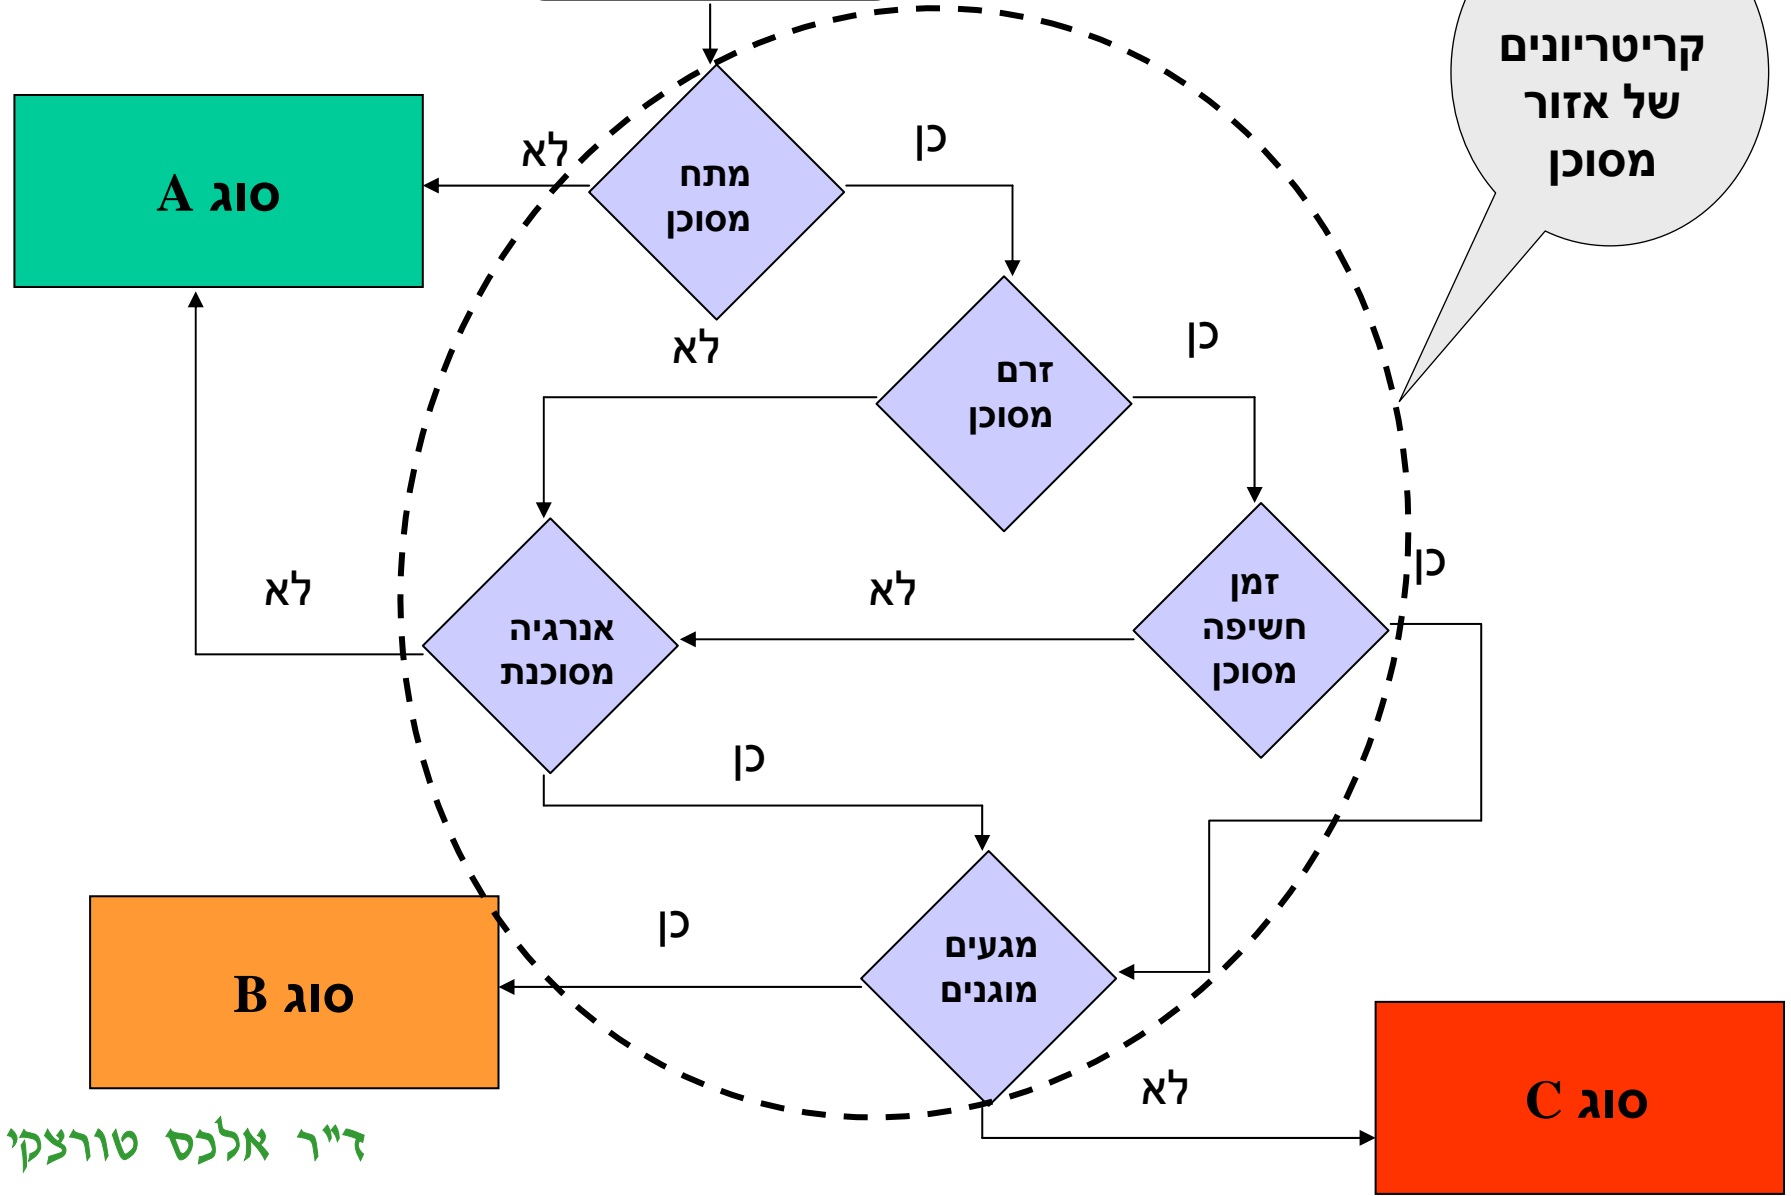 קריטריונים
של אזור
מסוכן
כן
לא
מתח
מסוכן
סוג A
כן
לא
זרם
מסוכן
כן
לא
לא
זמן
חשיפה
מסוכן
אנרגיה
מסוכנת
כן
כן
מגעים
מוגנים
סוג B
לא
סוג C
ד"ר אלכס טורצקי